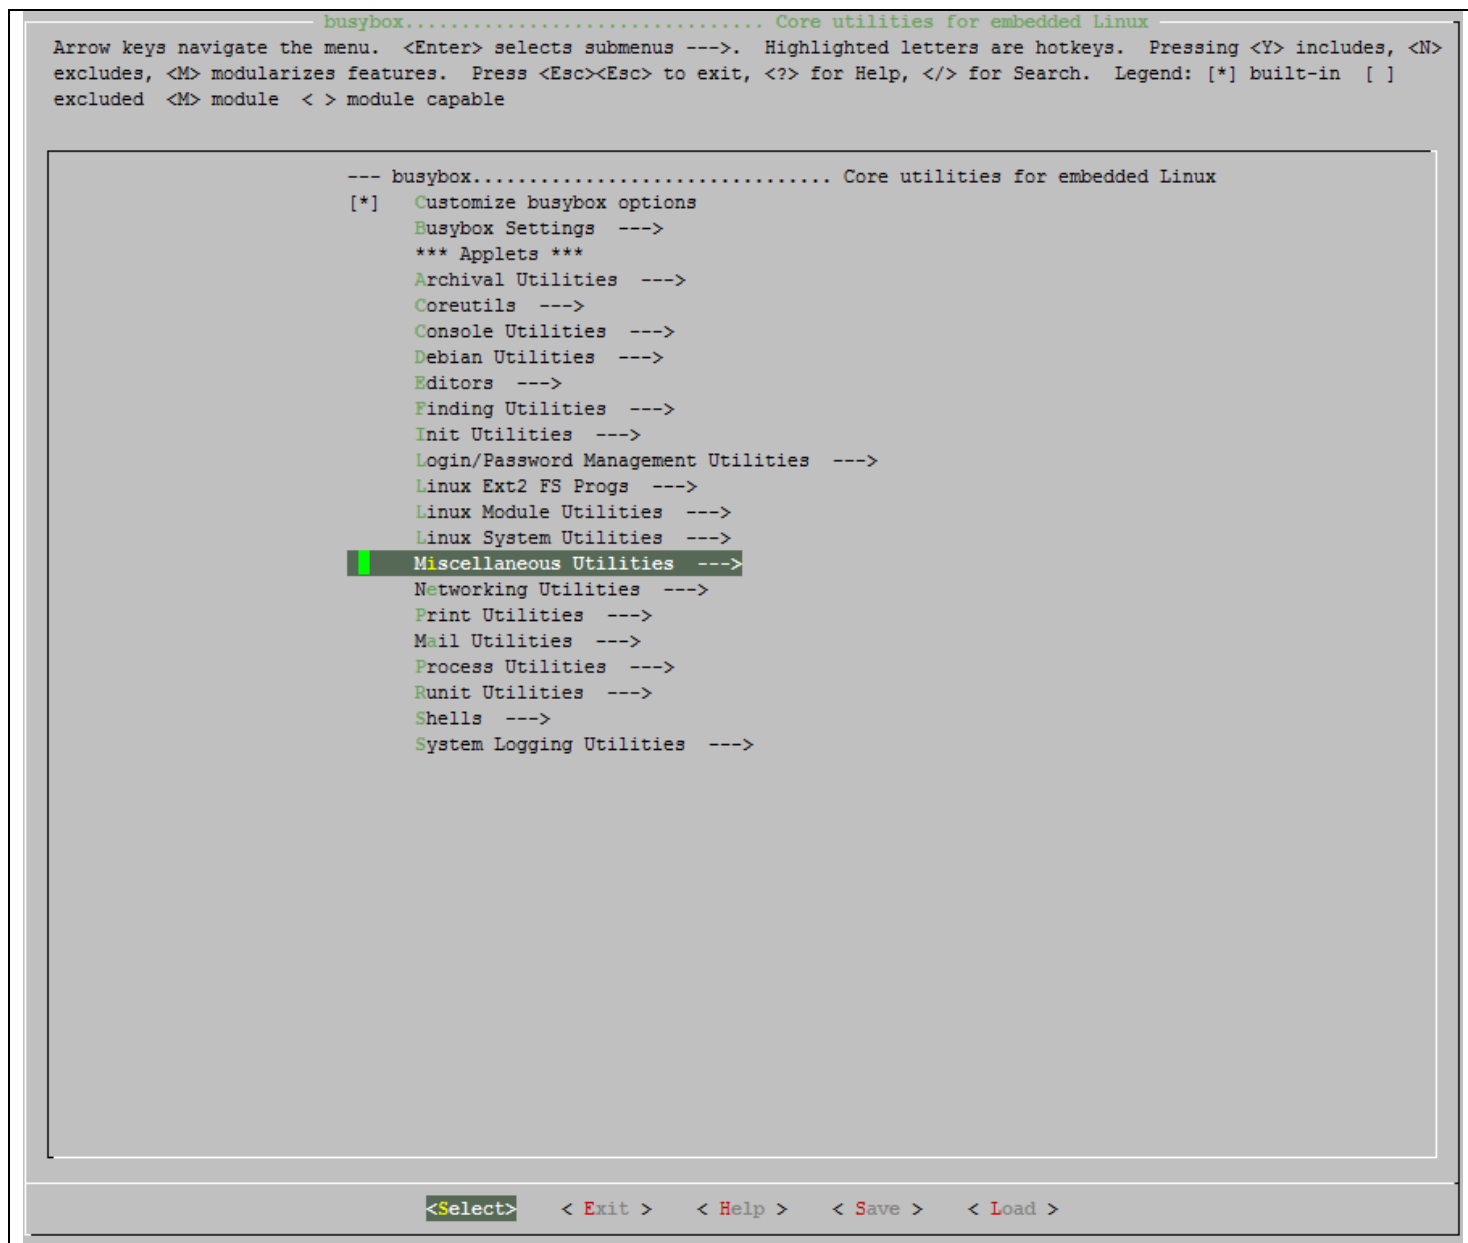 busybox................................ Core utilities for embedded Linux
Arrow keys navigate the menu.  <Enter> selects submenus --->.  Highlighted letters are hotkeys.  Pressing <Y> includes, <N>
excludes, <M> modularizes features.  Press <Esc><Esc> to exit, <?> for Help, </> for Search.  Legend: [*] built-in  [ ]
excluded  <M> module  < > module capable
--- busybox................................ Core utilities for embedded Linux
[*]   Customize busybox options
Busybox Settings  --->
*** Applets ***
Archival Utilities  --->
Coreutils  --->
Console Utilities  --->
Debian Utilities  --->
Editors  --->
Finding Utilities  --->
Init Utilities  --->
Login/Password Management Utilities  --->
Linux Ext2 FS Progs  --->
Linux Module Utilities  --->
Linux System Utilities  --->
Miscellaneous Utilities  --->
Networking Utilities  --->
Print Utilities  --->
Mail Utilities  --->
Process Utilities  --->
Runit Utilities  --->
Shells  --->
System Logging Utilities  --->
<Select>    < Exit >    < Help >    < Save >    < Load >